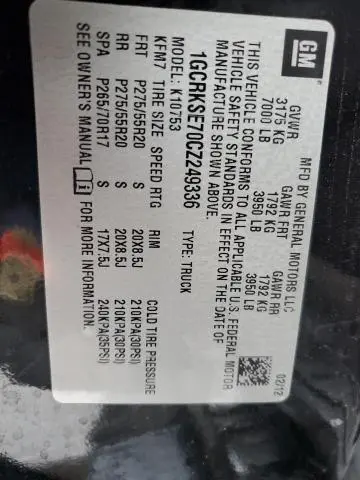 GM
MFD BY GENERAL MOTORS LLC
02/12
GVWR GAWR FRT GAWR RR
3175 KG 1792 KG 1792 KG
7000 LB 3950 LB 3950 LB
THIS VEHICLE CONFORMS TO ALL APPLICABLE U.S. FEDERAL MOTOR
VEHICLE SAFETY STANDARDS IN EFFECT ON THE DATE OF
MANUFACTURE SHOWN ABOVE.
1GCRKSE70CZ249336 TYPE: TRUCK
MODEL: K10753
KFM7 TIRE SIZE SPEED RTG RIM COLD TIRE PRESSURE
FRT P275/55R20 S 20X8.5J 210KPA(30PSI)
RR P275/55R20 S 20X8.5J 210KPA(30PSI)
SPA P265/70R17 S 17X7.5J 240KPA(35PSI)
SEE OWNER'S MANUAL i FOR MORE INFORMATION.